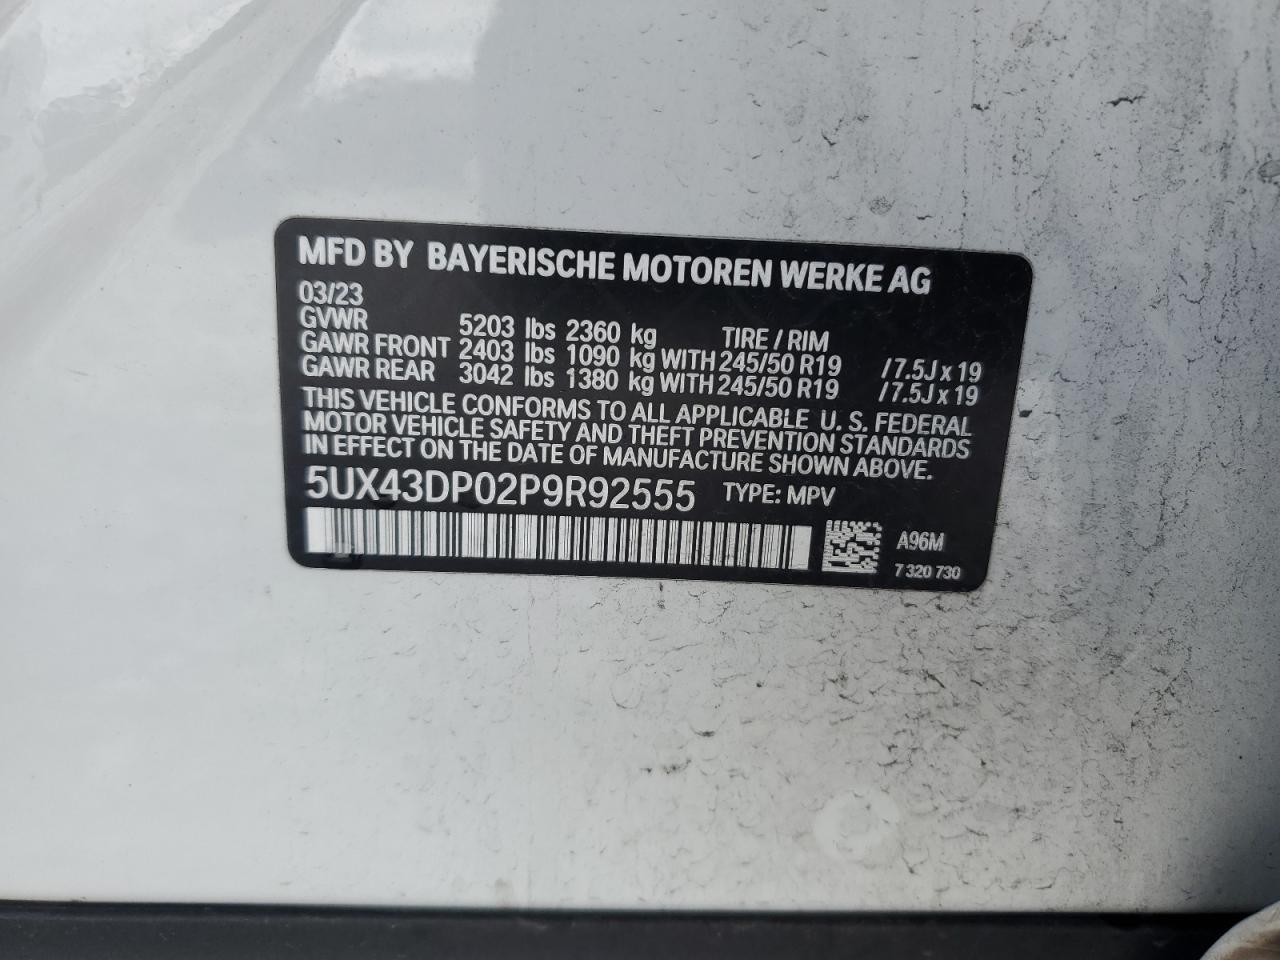 MFD BY BAYERISCHE MOTOREN WERKE AG
03/23
GVWR 5203 lbs 2360 kg TIRE / RIM
GAWR FRONT 2403 lbs 1090 kg WITH 245/50 R19 / 7.5J x 19
GAWR REAR 3042 lbs 1380 kg WITH 245/50 R19 / 7.5J x 19
THIS VEHICLE CONFORMS TO ALL APPLICABLE U. S. FEDERAL
MOTOR VEHICLE SAFETY AND THEFT PREVENTION STANDARDS
IN EFFECT ON THE DATE OF MANUFACTURE SHOWN ABOVE.
5UX43DP02P9R92555 TYPE: MPV
A96M
7 320 730